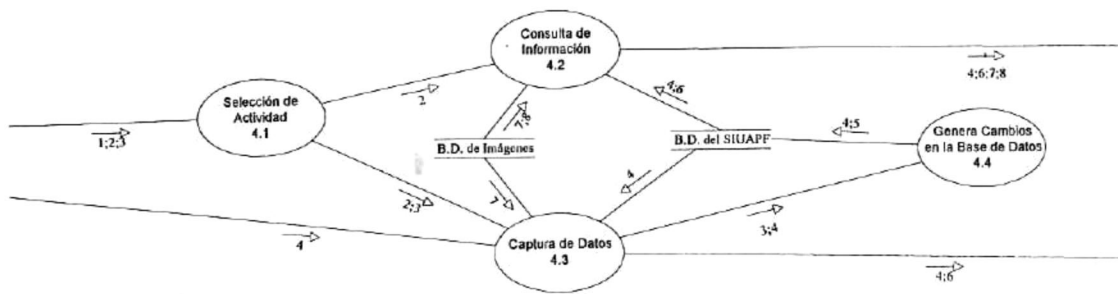 Consulta de
Información
4.2
4;6;7;8
Selección de
Actividad
4.1
2
4;6
1;2;3
7;8
4;5
B.D. de Imágenes
B.D. del SIUAPF
Genera Cambios
en la Base de Datos
4.4
2;3
7
4
3;4
Captura de Datos
4.3
4
4;6